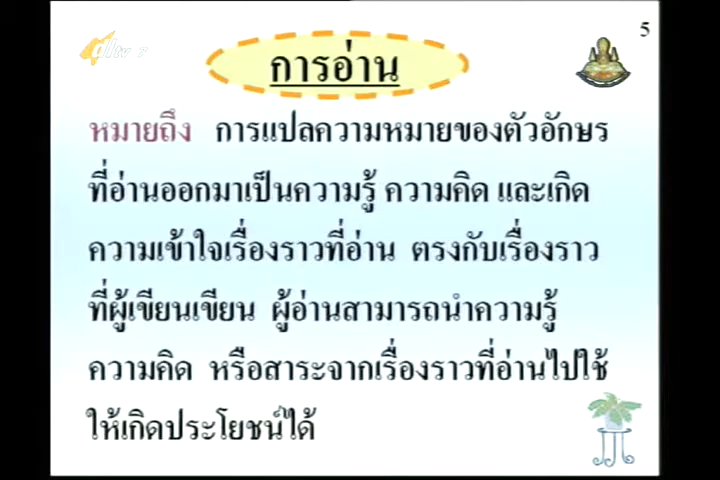 5
การอ่าน
หมายถึง การแปลความหมายของตัวอักษร
ที่อ่านออกมาเป็นความรู้ ความคิด และเกิด
ความเข้าใจเรื่องราวที่อ่าน ตรงกับเรื่องราว
ที่ผู้เขียนเขียน ผู้อ่านสามารถนำความรู้
ความคิด หรือสาระจากเรื่องราวที่อ่านไปใช้
ให้เกิดประโยชน์ได้